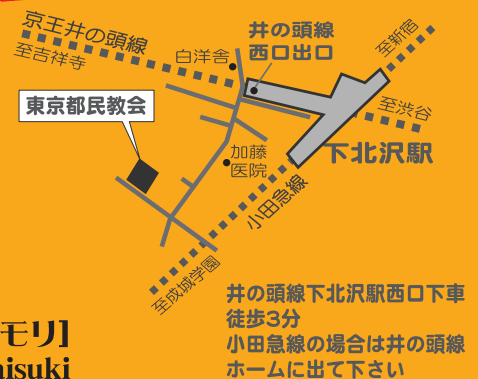 京王井の頭線
至吉祥寺
白洋舎
井の頭線
西口出口
至新宿
至渋谷
東京都民教会
加藤
医院
下北沢駅
小田急線
至成城学園
井の頭線下北沢駅西口下車
徒歩3分
小田急線の場合は井の頭線
ホームに出て下さい
モリ]
aisuki